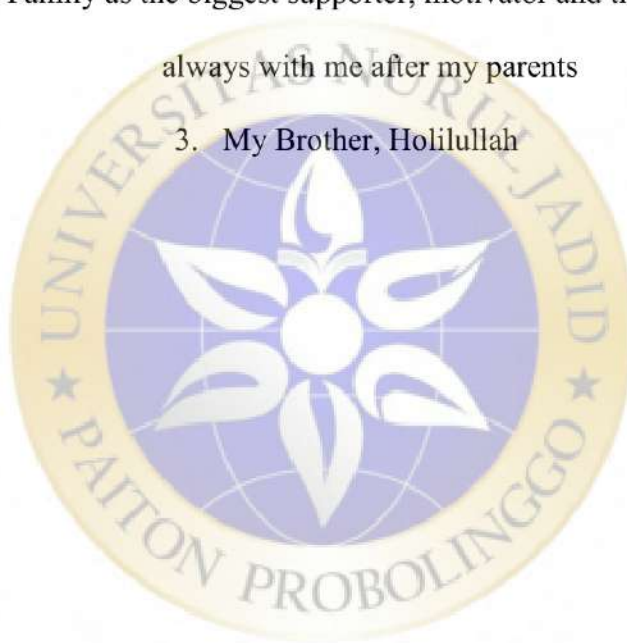 Family as the biggest supporter, motivator and
always with me after my parents
3. My Brother, Holilullah
UNIVERSITAS NURUL JADID
PAITON PROBOLINGGO